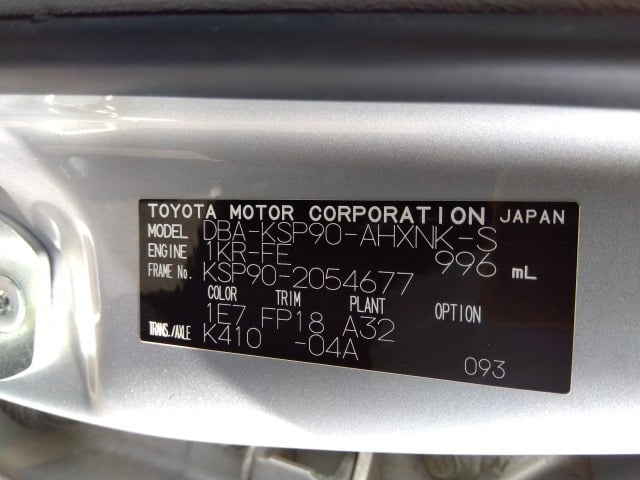 TOYOTA MOTOR CORPORATION JAPAN
MODEL DBA-KSP90-AHXNK-S
ENGINE 1KR-FE 996 mL
FRAME No. KSP90-2054677
COLOR TRIM PLANT OPTION
1E7 FP18 A32
TRANS./AXLE K410 -04A
093